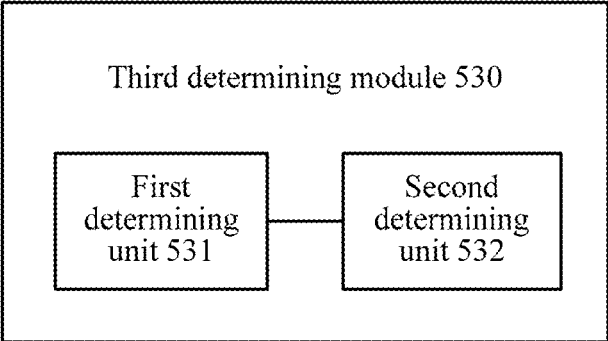 Third determining module 530
First
determining
unit 531
Second
determining
unit 532